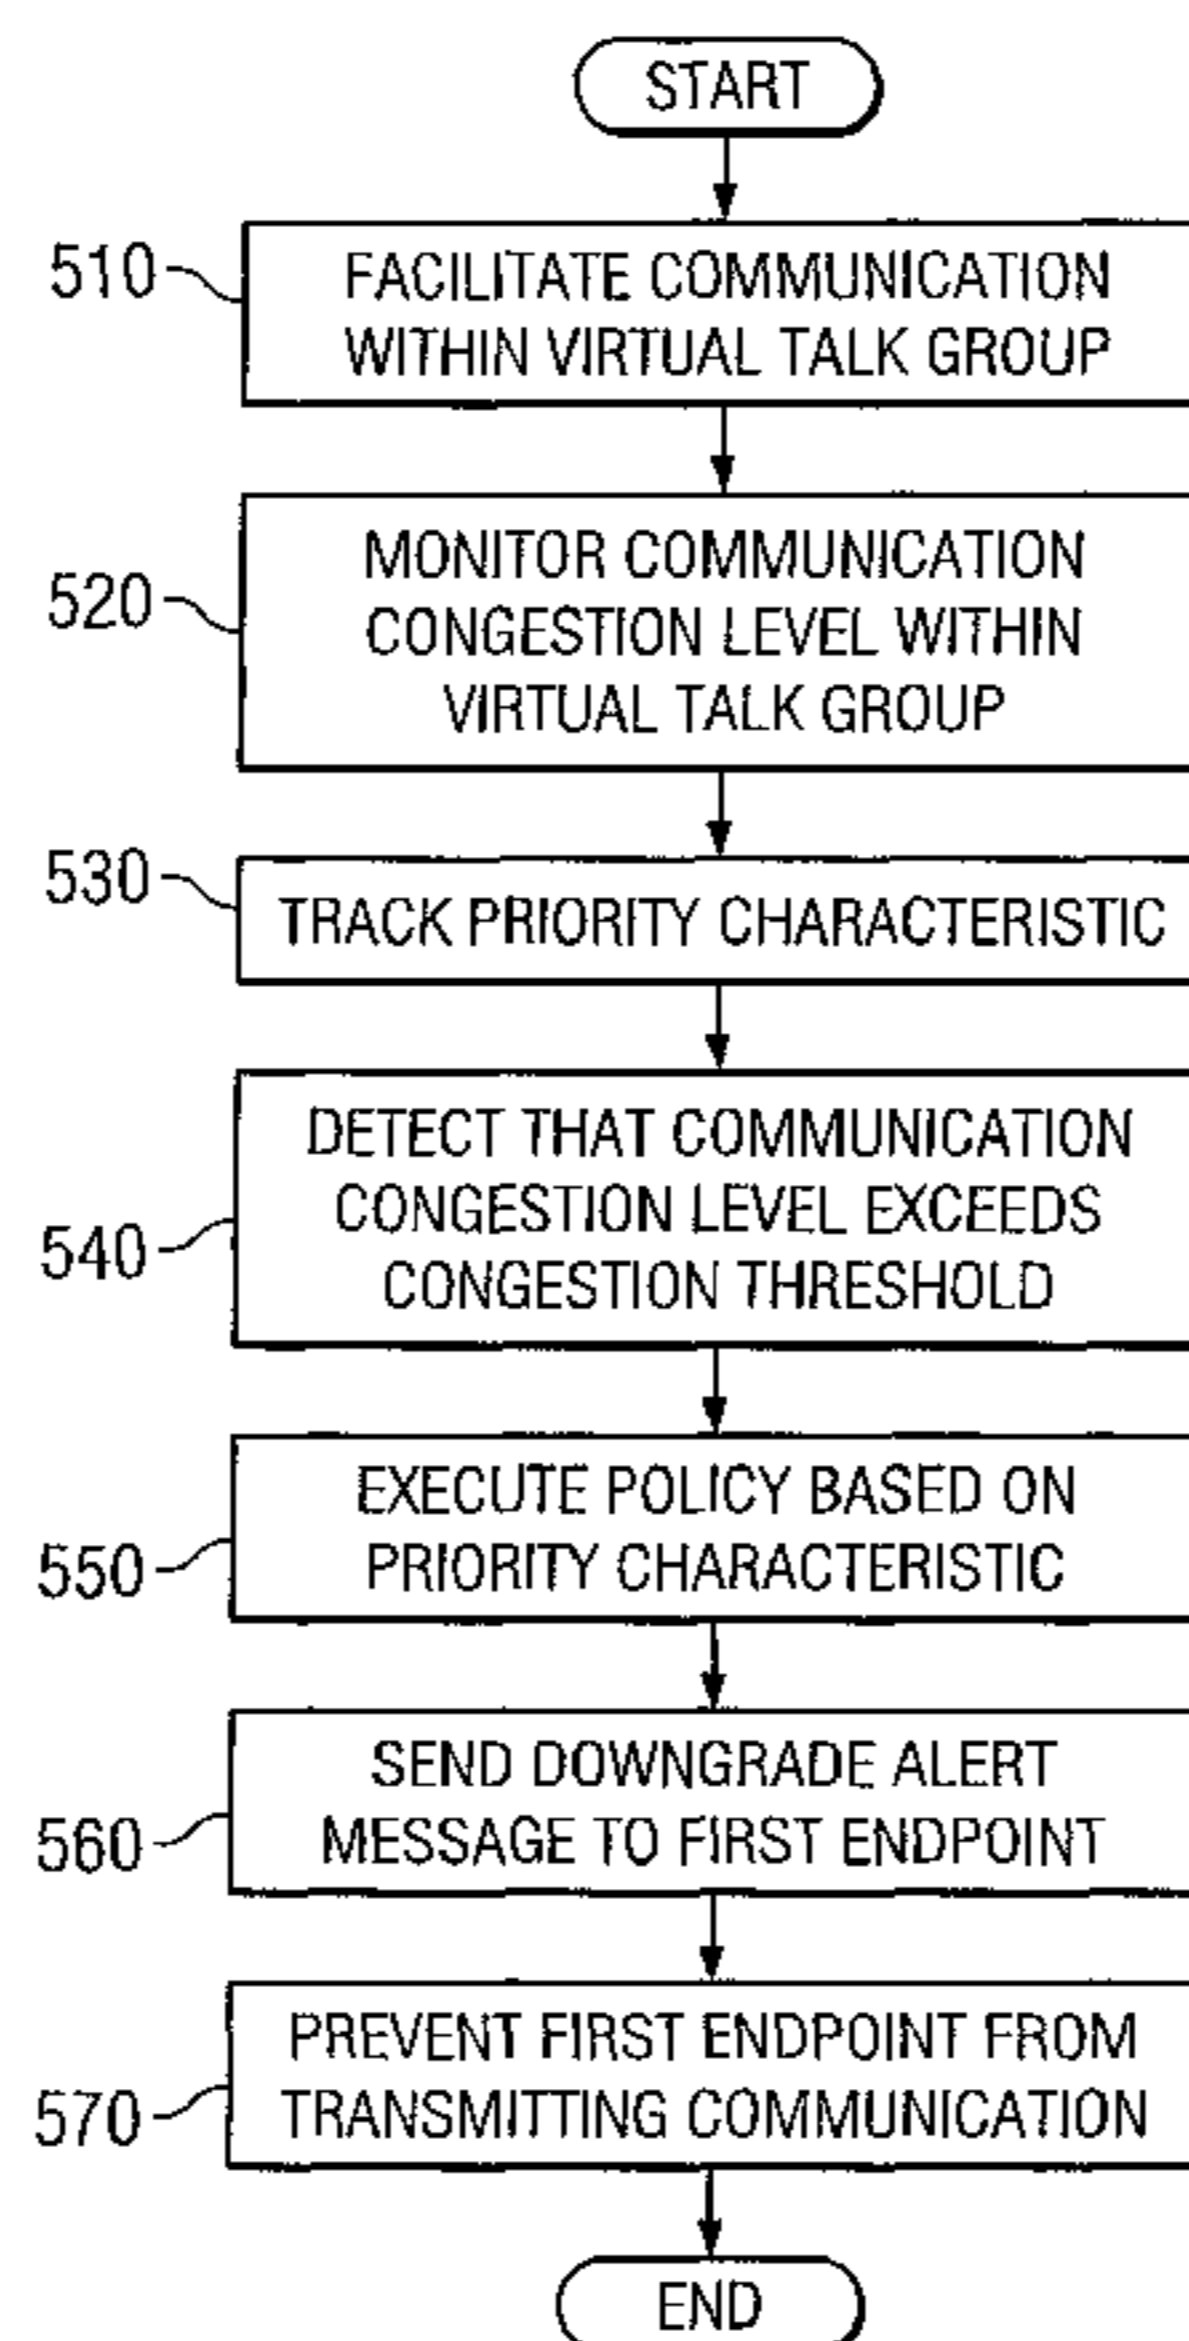 START
510
FACILITATE COMMUNICATION
WITHIN VIRTUAL TALK GROUP
520
MONITOR COMMUNICATION
CONGESTION LEVEL WITHIN
VIRTUAL TALK GROUP
530
TRACK PRIORITY CHARACTERISTIC
540
DETECT THAT COMMUNICATION
CONGESTION LEVEL EXCEEDS
CONGESTION THRESHOLD
550
EXECUTE POLICY BASED ON
PRIORITY CHARACTERISTIC
560
SEND DOWNGRADE ALERT
MESSAGE TO FIRST ENDPOINT
570
PREVENT FIRST ENDPOINT FROM
TRANSMITTING COMMUNICATION
END